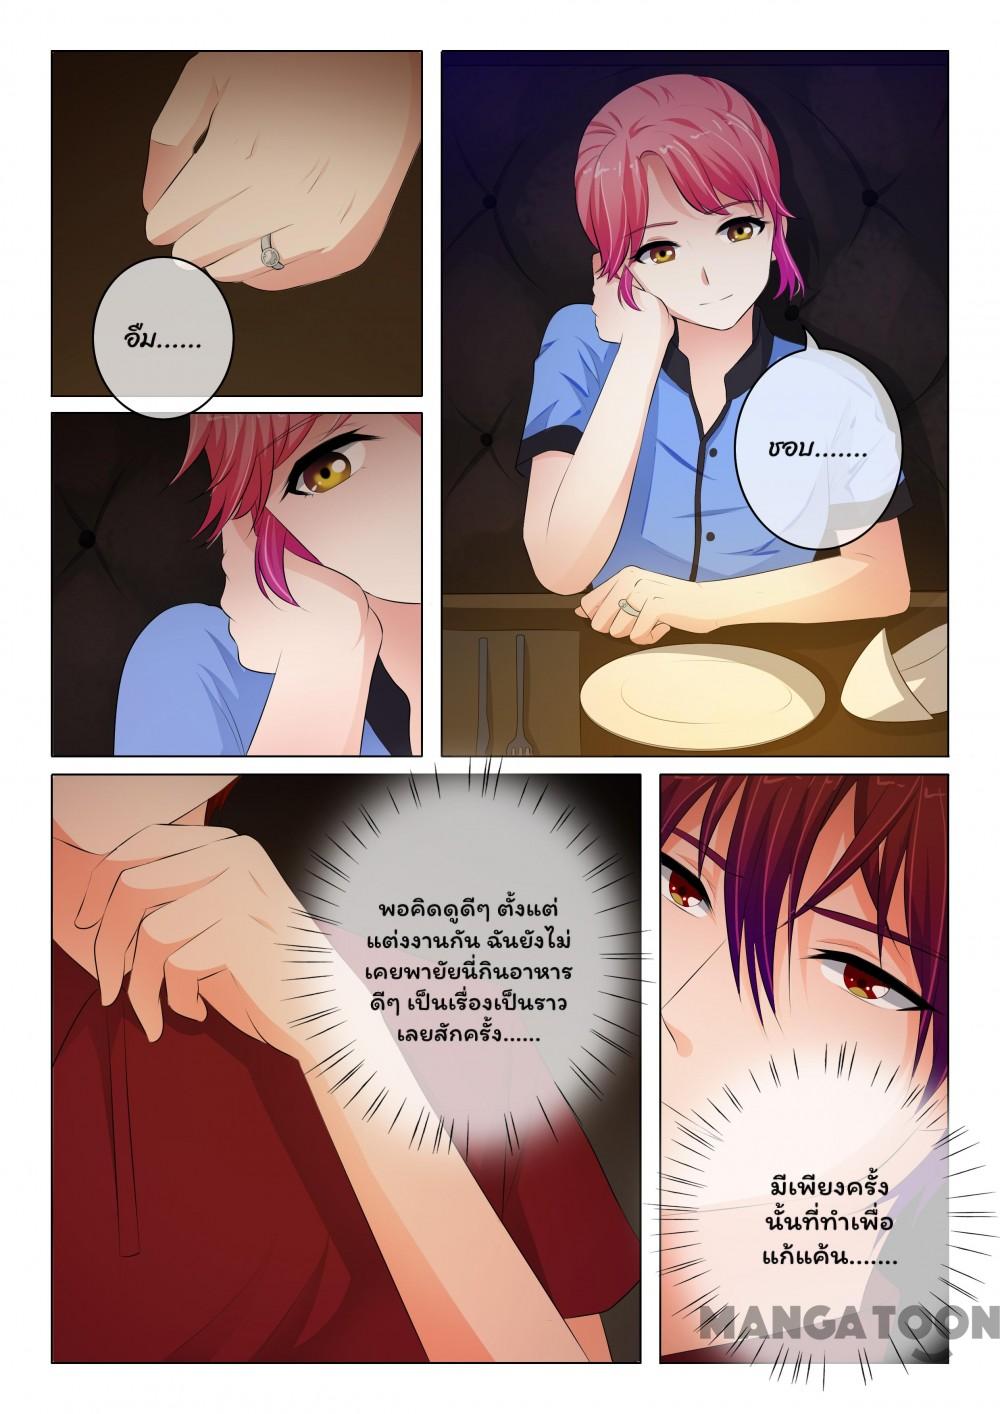 อืม......
ชอบ.......
พอคิดดูดีๆ ตั้งแต่
แต่งงานกัน ฉันยังไม่
เคยพายัยนี่กินอาหาร
ดีๆ เป็นเรื่องเป็นราว
เลยสักครั้ง......
มีเพียงครั้ง
นั้นที่ทำเพื่อ
แก้แค้น.......
MANGATOON